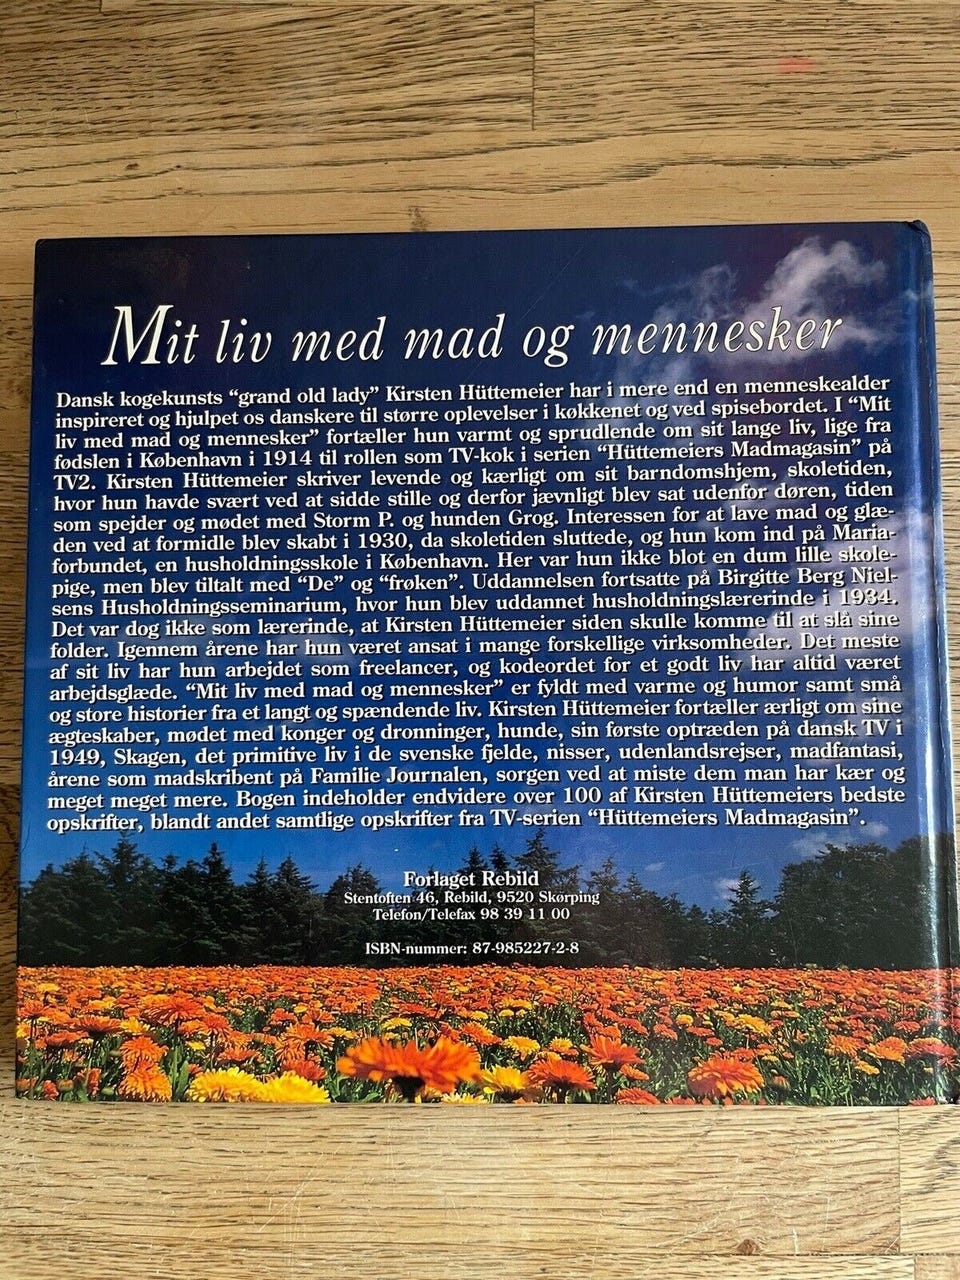 Mit liv med mad og mennesker
Dansk kogekunsts “grand old lady” Kirsten Hüttemeier har i mere end en menneskealder
inspireret og hjulpet os danskere til større oplevelser i køkkenet og ved spisebordet. I “Mit
liv med mad og mennesker” fortæller hun varmt og sprudlende om sit lange liv, lige fra
fødslen i København i 1914 til rollen som TV-kok i serien “Hüttemeiers Madmagasin” på
TV2. Kirsten Hüttemeier skriver levende og kærligt om sit barndomshjem, skoletiden,
hvor hun havde svært ved at sidde stille og derfor jævnligt blev sat udenfor døren, tiden
som spejder og mødet med Storm P. og hunden Grog. Interessen for at lave mad og glæ-
den ved at formidle blev skabt i 1930, da skoletiden sluttede, og hun kom ind på Maria-
forbundet, en husholdningsskole i København. Her var hun ikke blot en dum lille skole-
pige, men blev tiltalt med “De” og “frøken”. Uddannelsen fortsatte på Birgitte Berg Niel-
sens Husholdningsseminarium, hvor hun blev uddannet husholdningslærerinde i 1934.
Det var dog ikke som lærerinde, at Kirsten Hüttemeier siden skulle komme til at slå sine
folder. Igennem årene har hun været ansat i mange forskellige virksomheder. Det meste
af sit liv har hun arbejdet som freelancer, og kodeordet for et godt liv har altid været
arbejdsglæde. “Mit liv med mad og mennesker” er fyldt med varme og humor samt små
og store historier fra et langt og spændende liv. Kirsten Hüttemeier fortæller ærligt om sine
ægteskaber, mødet med konger og dronninger, hunde, sin første optræden på dansk TV i
1949, Skagen, det primitive liv i de svenske fjelde, nisser, udenlandsrejser, madfantasi,
årene som madskribent på Familie Journalen, sorgen ved at miste dem man har kær og
meget meget mere. Bogen indeholder endvidere over 100 af Kirsten Hüttemeiers bedste
opskrifter, blandt andet samtlige opskrifter fra TV-serien “Hüttemeiers Madmagasin”.
Forlaget Rebild
Stentoften 46, Rebild, 9520 Skørping
Telefon/Telefax 98 39 11 00
ISBN-nummer: 87-985227-2-8